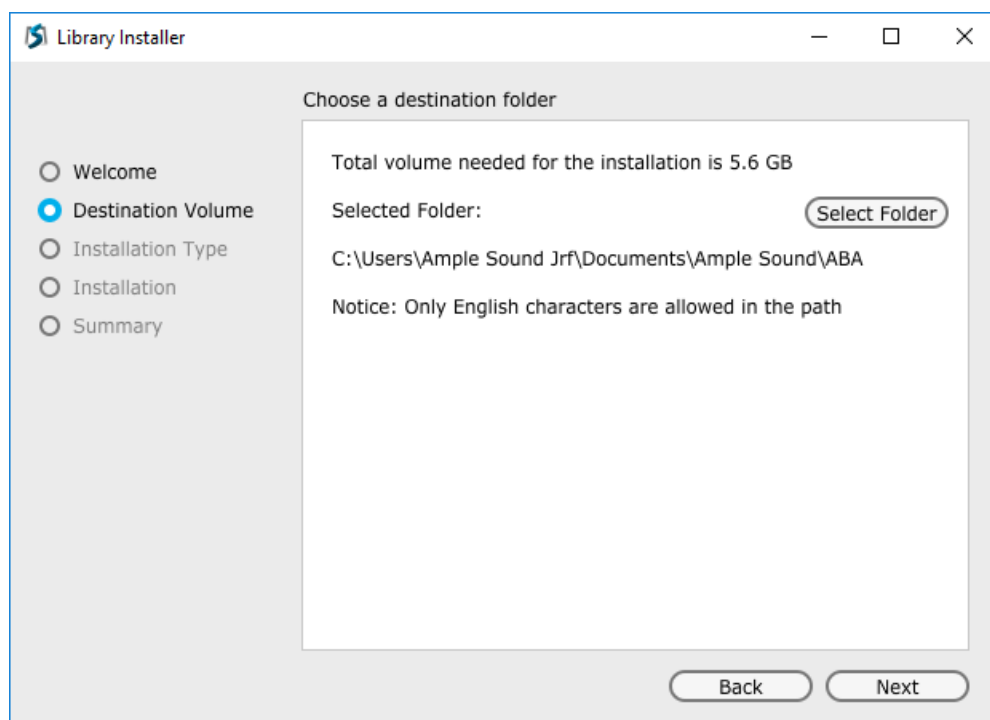 Library Installer
Choose a destination folder
Welcome
Destination Volume
Installation Type
Installation
Summary
Total volume needed for the installation is 5.6 GB
Selected Folder:
Select Folder
C:\Users\Ample Sound Jrf\Documents\Ample Sound\ABA
Notice: Only English characters are allowed in the path
Back
Next